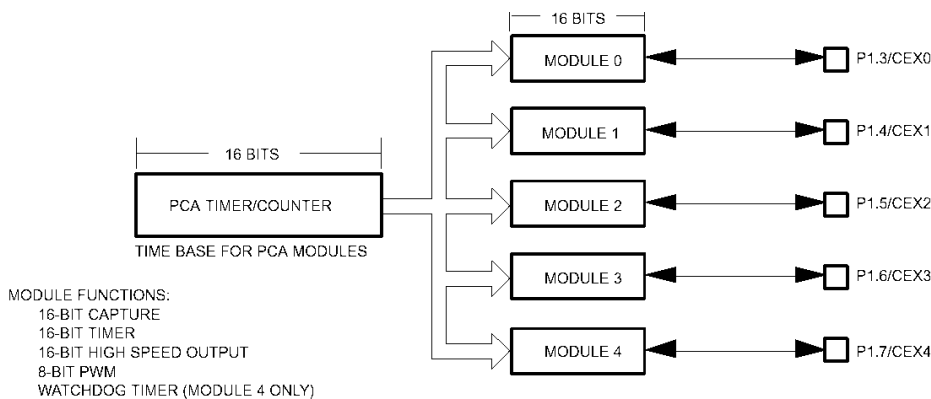 16 BITS
MODULE 0
P1.3/CEX0
MODULE 1
P1.4/CEX1
16 BITS
PCA TIMER/COUNTER
MODULE 2
P1.5/CEX2
TIME BASE FOR PCA MODULES
MODULE 3
P1.6/CEX3
MODULE FUNCTIONS:
16-BIT CAPTURE
16-BIT TIMER
16-BIT HIGH SPEED OUTPUT
8-BIT PWM
WATCHDOG TIMER (MODULE 4 ONLY)
MODULE 4
P1.7/CEX4